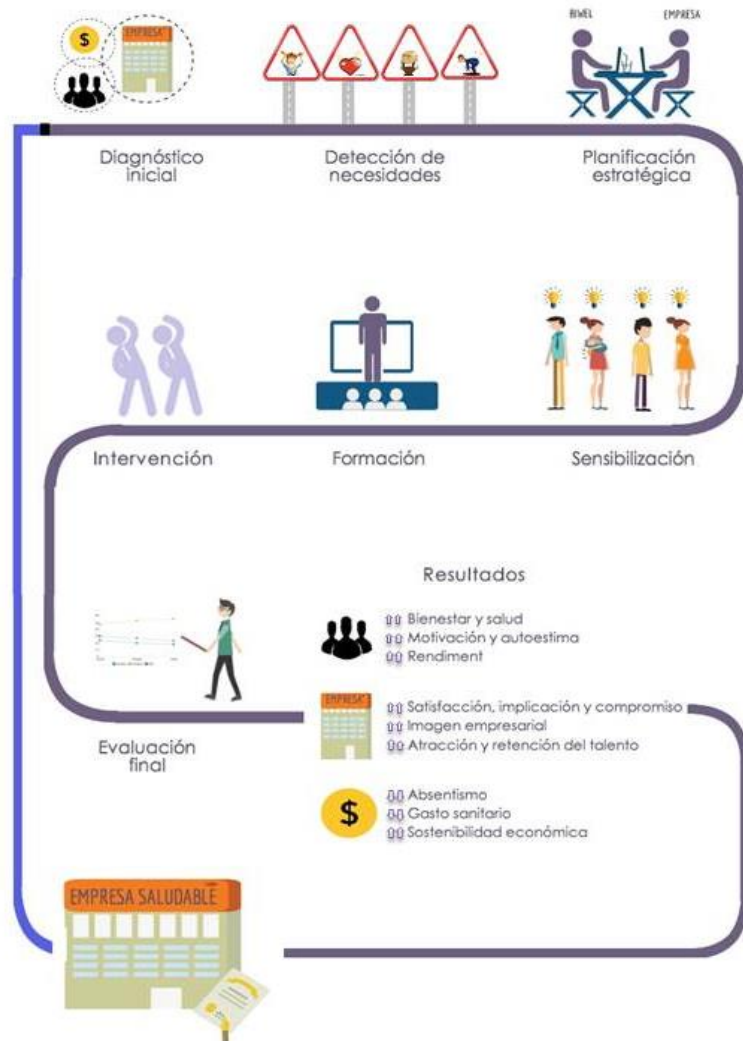 EMPRESA
$
BIWEL
EMPRESA
Diagnóstico
inicial
Detección de
necesidades
Planificación
estratégica
Intervención
Formación
Sensibilización
Resultados
Bienestar y salud
Motivación y autoestima
Rendiment
EMPRESA
Satisfacción, implicación y compromiso
Imagen empresarial
Atracción y retención del talento
Evaluación
final
$
Absentismo
Gasto sanitario
Sostenibilidad económica
EMPRESA SALUDABLE